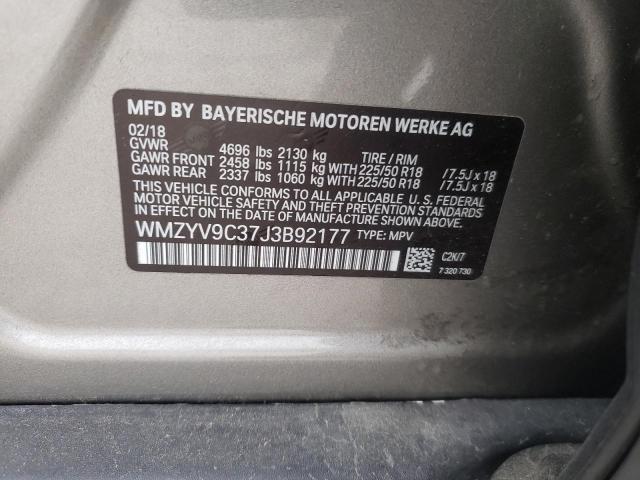 MFD BY BAYERISCHE MOTOREN WERKE AG
02/18
GVWR 4696 lbs 2130 kg TIRE / RIM
GAWR FRONT 2458 lbs 1115 kg WITH 225/50 R18 / 7.5J x 18
GAWR REAR 2337 lbs 1060 kg WITH 225/50 R18 / 7.5J x 18
THIS VEHICLE CONFORMS TO ALL APPLICABLE U. S. FEDERAL
MOTOR VEHICLE SAFETY AND THEFT PREVENTION STANDARDS
IN EFFECT ON THE DATE OF MANUFACTURE SHOWN ABOVE.
WMZYV9C37J3B92177 TYPE: MPV
C2K/7
7 320 730